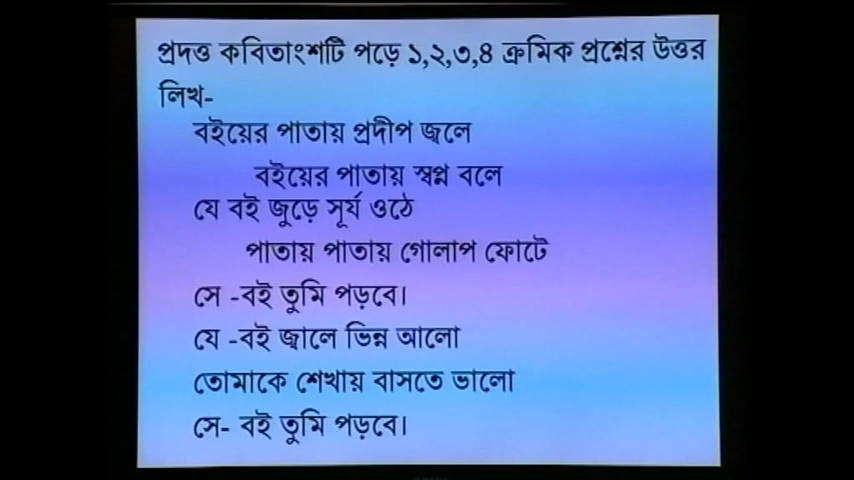 প্রদত্ত কবিতাংশটি পড়ে ১,২,৩,৪ ক্রমিক প্রশ্নের উত্তর
লিখ-
বইয়ের পাতায় প্রদীপ জ্বলে
বইয়ের পাতায় স্বপ্ন বলে
যে বই জুড়ে সূর্য ওঠে
পাতায় পাতায় গোলাপ ফোটে
সে -বই তুমি পড়বে।
যে -বই জ্বালে ভিন্ন আলো
তোমাকে শেখায় বাসতে ভালো
সে- বই তুমি পড়বে।